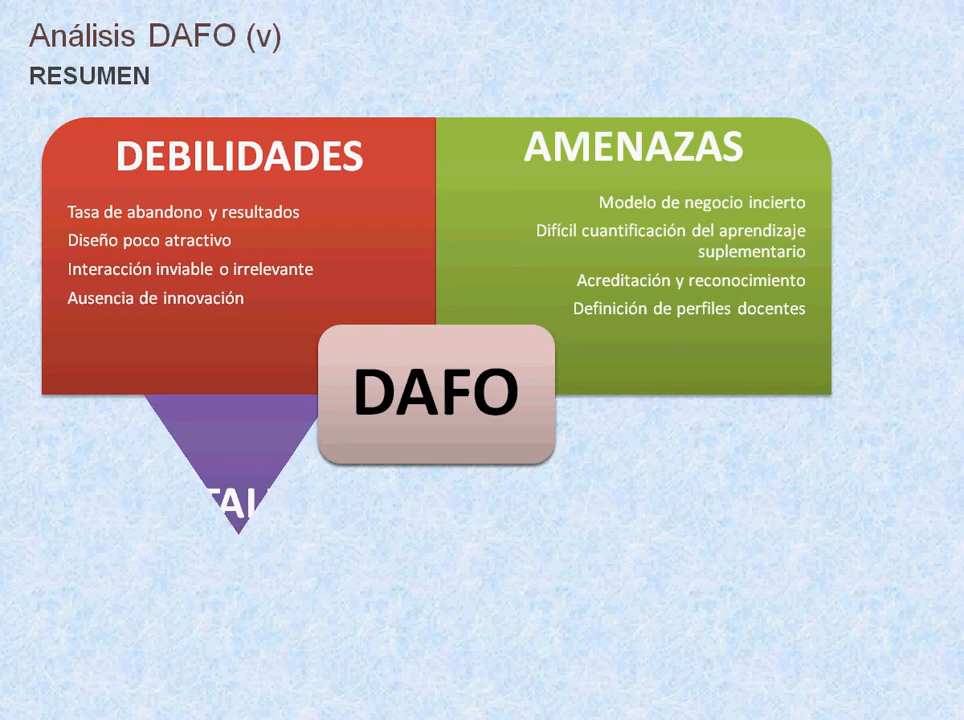 Análisis DAFO (v)
RESUMEN
DEBILIDADES
Tasa de abandono y resultados
Diseño poco atractivo
Interacción inviable o irrelevante
Ausencia de innovación
AMENAZAS
Modelo de negocio incierto
Difícil cuantificación del aprendizaje
suplementario
Acreditación y reconocimiento
Definición de perfiles docentes
DAFO